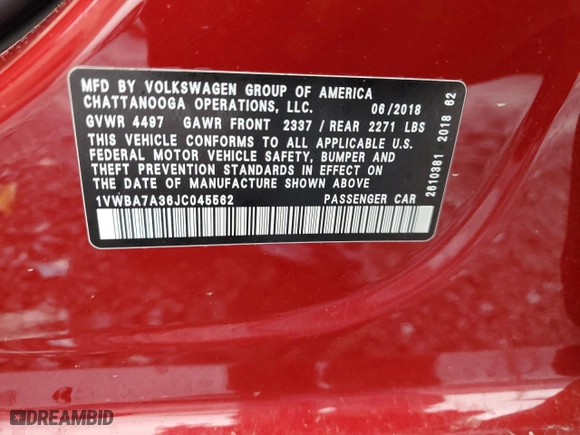 MFD BY VOLKSWAGEN GROUP OF AMERICA
CHATTANOOGA OPERATIONS, LLC. 06/2018
GVWR 4497 GAWR FRONT 2337 / REAR 2271 LBS
THIS VEHICLE CONFORMS TO ALL APPLICABLE U.S.
FEDERAL MOTOR VEHICLE SAFETY, BUMPER AND
THEFT PREVENTION STANDARDS IN EFFECT ON
THE DATE OF MANUFACTURE SHOWN ABOVE
1VWBA7A36JC045562 PASSENGER CAR
2610381 2018 62
DREAMBID